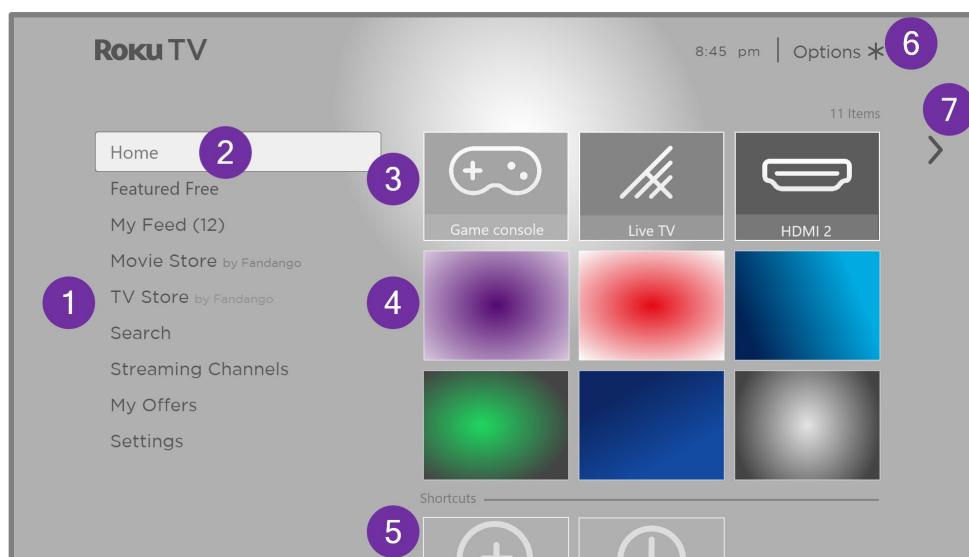 Roku TV
8:45 pm | Options *
6
7
11 Items
Home
2
3
Featured Free
My Feed (12)
Movie Store by Fandango
TV Store by Fandango
1
Search
Streaming Channels
My Offers
Settings
Game console
Live TV
HDMI 2
4
Shortcuts
5